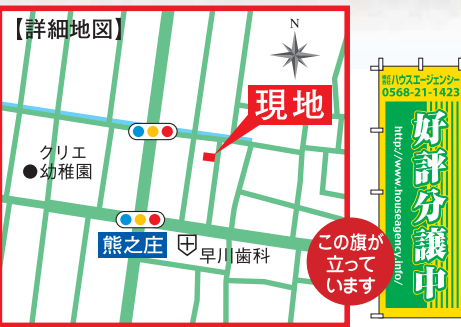 【詳細地図】
N
現地
クリエ
幼稚園
熊之庄
早川歯科
この旗が
立って
います
株式会社ハウスエージェンシー
0568-21-1423
好評分譲中
http://www.houseagency.info/